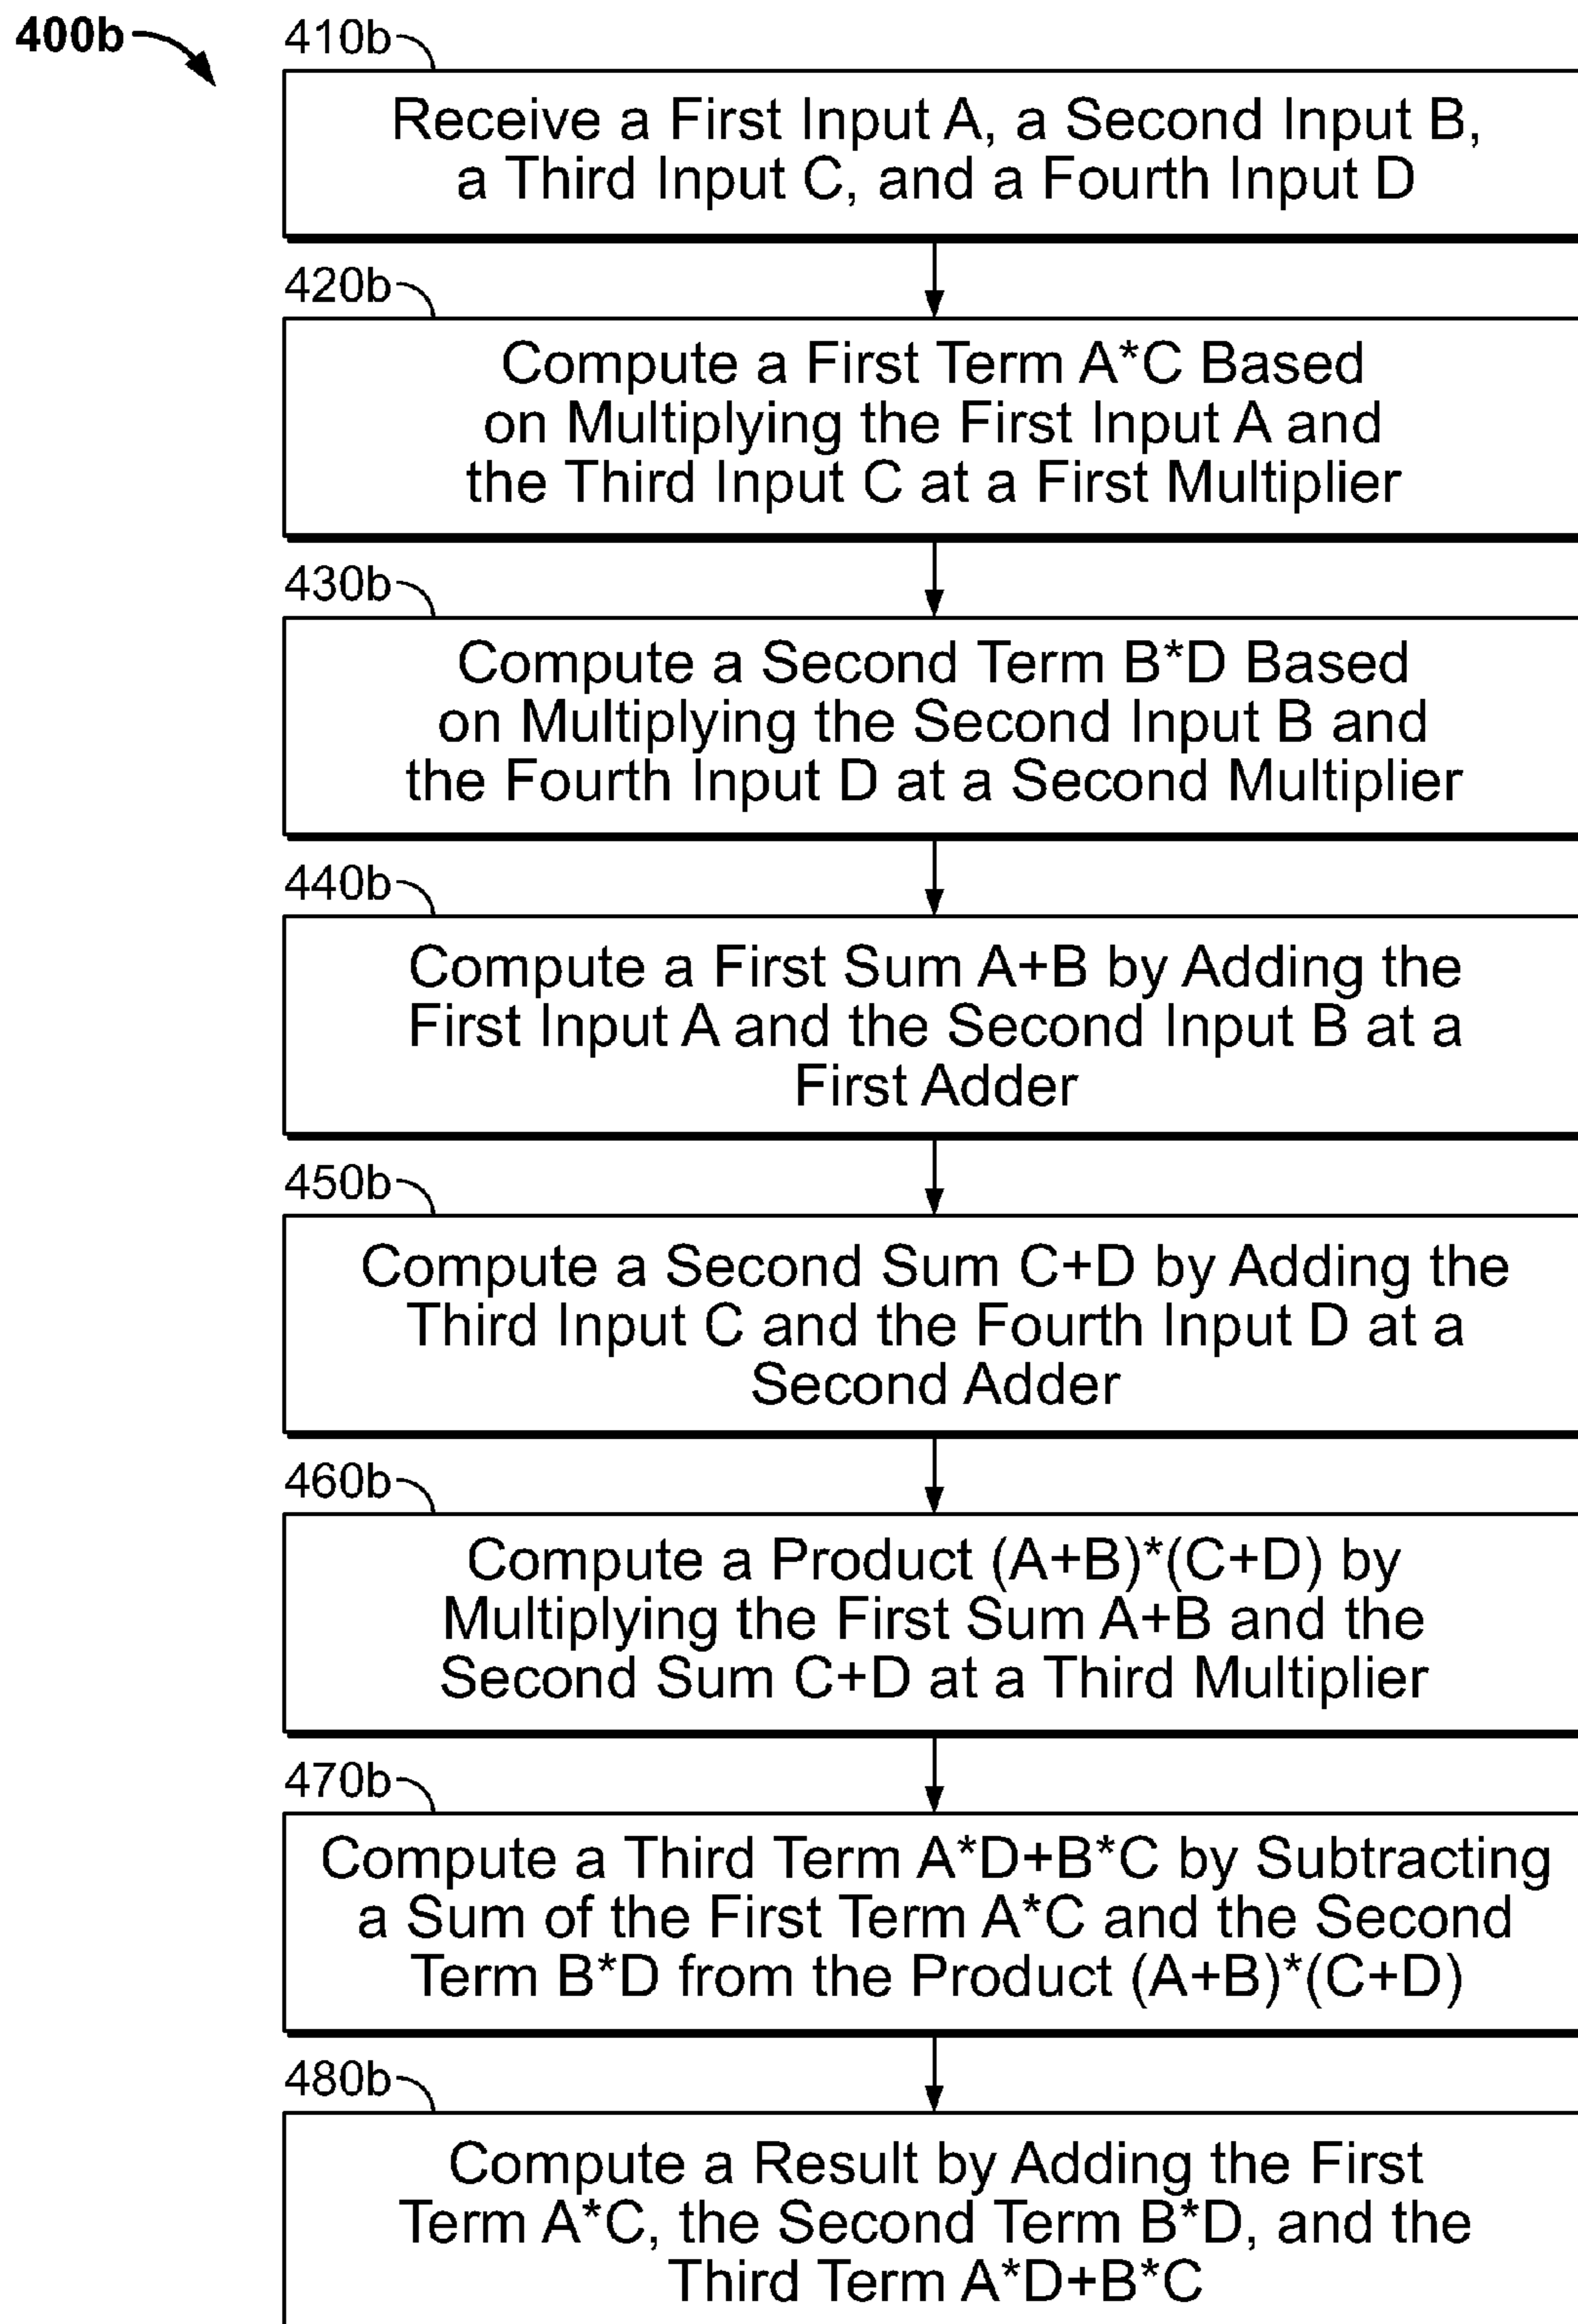 400b
410b
Receive a First Input A, a Second Input B,
a Third Input C, and a Fourth Input D
420b
Compute a First Term A*C Based
on Multiplying the First Input A and
the Third Input C at a First Multiplier
430b
Compute a Second Term B*D Based
on Multiplying the Second Input B and
the Fourth Input D at a Second Multiplier
440b
Compute a First Sum A+B by Adding the
First Input A and the Second Input B at a
First Adder
450b
Compute a Second Sum C+D by Adding the
Third Input C and the Fourth Input D at a
Second Adder
460b
Compute a Product (A+B)*(C+D) by
Multiplying the First Sum A+B and the
Second Sum C+D at a Third Multiplier
470b
Compute a Third Term A*D+B*C by Subtracting
a Sum of the First Term A*C and the Second
Term B*D from the Product (A+B)*(C+D)
480b
Compute a Result by Adding the First
Term A*C, the Second Term B*D, and the
Third Term A*D+B*C